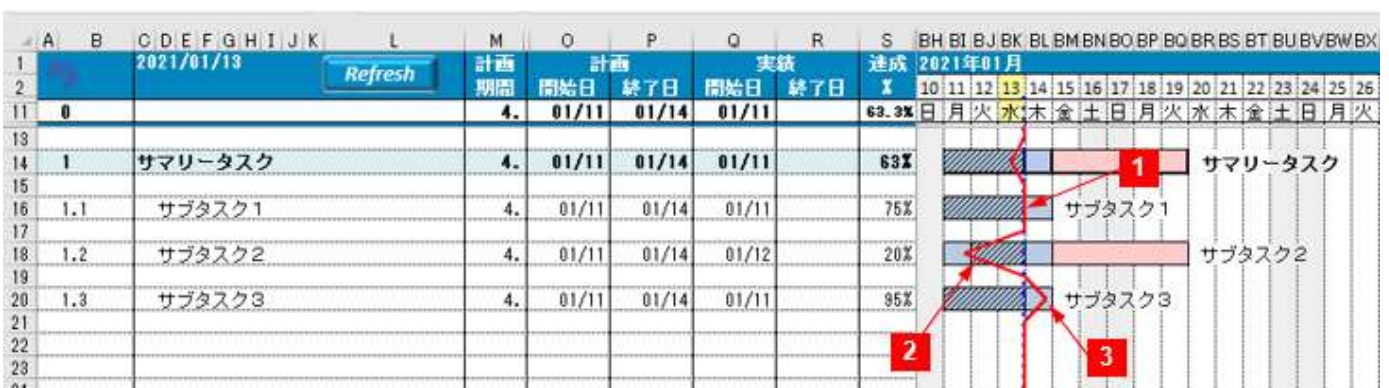 A B C D E F G H I J K L M O P Q R S BH BI BJ BK BL BM BN BO BP BQ BR BS BT BU BV BW BX
1 2021/01/13 Refresh 計画 計画 実績 達成 2021年01月
2 期間 開始日 終了日 開始日 終了日 % 10 11 12 13 14 15 16 17 18 19 20 21 22 23 24 25 26
11 0 4. 01/11 01/14 01/11 63.3% 日 月 火 水 木 金 土 日 月 火 水 木 金 土 日 月 火
13
14 1 サマリータスク 4. 01/11 01/14 01/11 63% 1 サマリータスク
15
16 1.1 サブタスク1 4. 01/11 01/14 01/11 75% サブタスク1
17
18 1.2 サブタスク2 4. 01/11 01/14 01/12 20% サブタスク2
19
20 1.3 サブタスク3 4. 01/11 01/14 01/11 95% サブタスク3
21
22 2 3
23